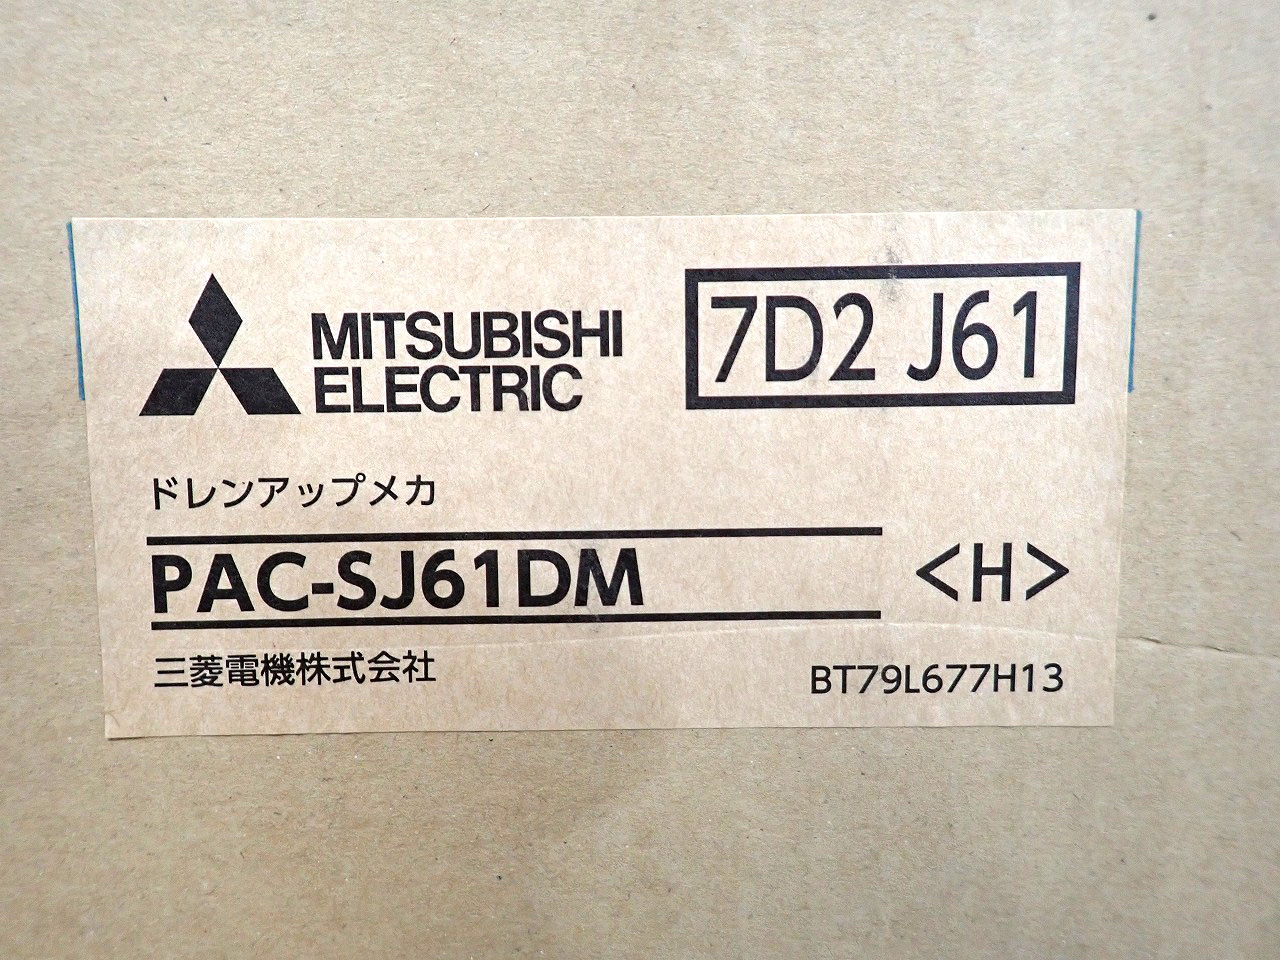 MITSUBISHI
ELECTRIC
7D2 J61
ドレンアップメカ
PAC-SJ61DM
<H>
三菱電機株式会社
BT79L677H13